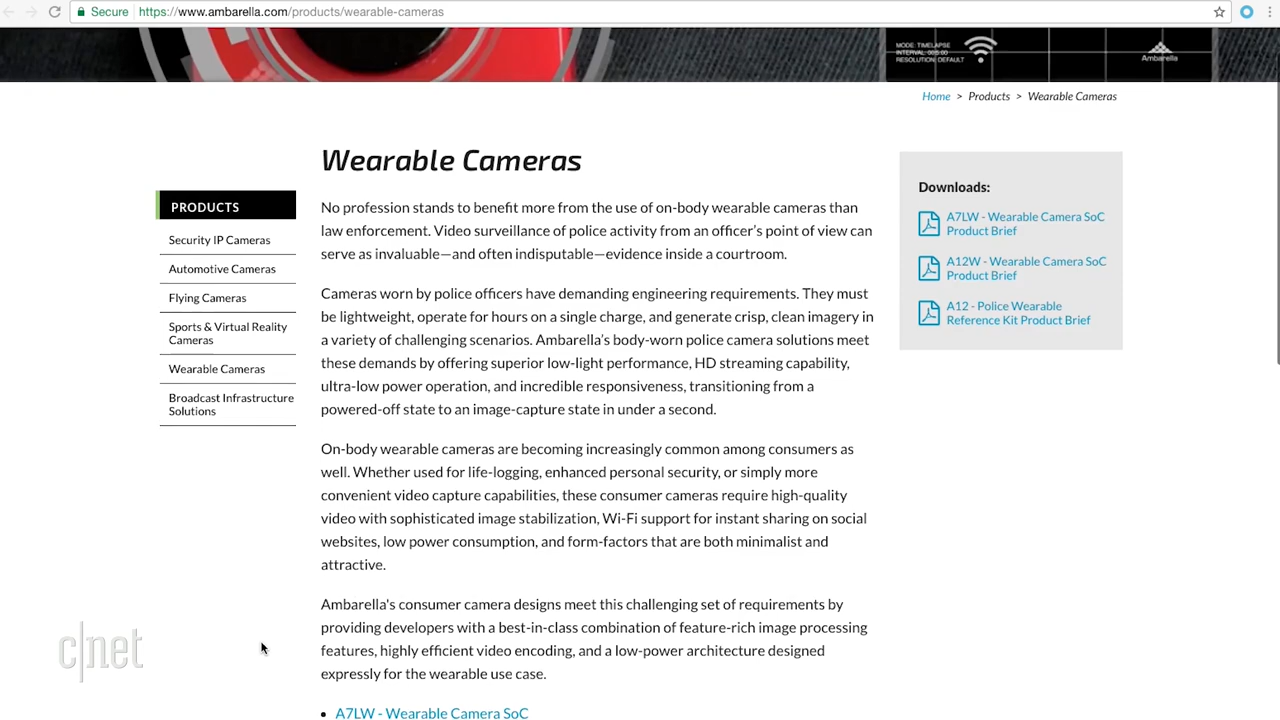 Secure https://www.ambarella.com/products/wearable-cameras
MODE: TIMELAPSE
INTERVAL: 00:5:00
RESOLUTION: DEFAULT
Ambarella
Home > Products > Wearable Cameras
Wearable Cameras
PRODUCTS
Security IP Cameras
Automotive Cameras
Flying Cameras
Sports & Virtual Reality
Cameras
Wearable Cameras
Broadcast Infrastructure
Solutions
No profession stands to benefit more from the use of on-body wearable cameras than
law enforcement. Video surveillance of police activity from an officer's point of view can
serve as invaluable—and often indisputable—evidence inside a courtroom.
Cameras worn by police officers have demanding engineering requirements. They must
be lightweight, operate for hours on a single charge, and generate crisp, clean imagery in
a variety of challenging scenarios. Ambarella's body-worn police camera solutions meet
these demands by offering superior low-light performance, HD streaming capability,
ultra-low power operation, and incredible responsiveness, transitioning from a
powered-off state to an image-capture state in under a second.
On-body wearable cameras are becoming increasingly common among consumers as
well. Whether used for life-logging, enhanced personal security, or simply more
convenient video capture capabilities, these consumer cameras require high-quality
video with sophisticated image stabilization, Wi-Fi support for instant sharing on social
websites, low power consumption, and form-factors that are both minimalist and
attractive.
Ambarella's consumer camera designs meet this challenging set of requirements by
providing developers with a best-in-class combination of feature-rich image processing
features, highly efficient video encoding, and a low-power architecture designed
expressly for the wearable use case.
• A7LW - Wearable Camera SoC
Downloads:
A7LW - Wearable Camera SoC
Product Brief
A12W - Wearable Camera SoC
Product Brief
A12 - Police Wearable
Reference Kit Product Brief
c|net